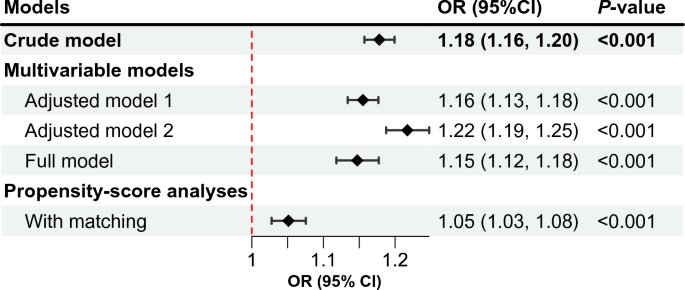 Models OR (95%CI) P-value
Crude model 1.18 (1.16, 1.20) <0.001
Multivariable models
Adjusted model 1 1.16 (1.13, 1.18) <0.001
Adjusted model 2 1.22 (1.19, 1.25) <0.001
Full model 1.15 (1.12, 1.18) <0.001
Propensity-score analyses
With matching 1.05 (1.03, 1.08) <0.001
1 1.1 1.2
OR (95% CI)